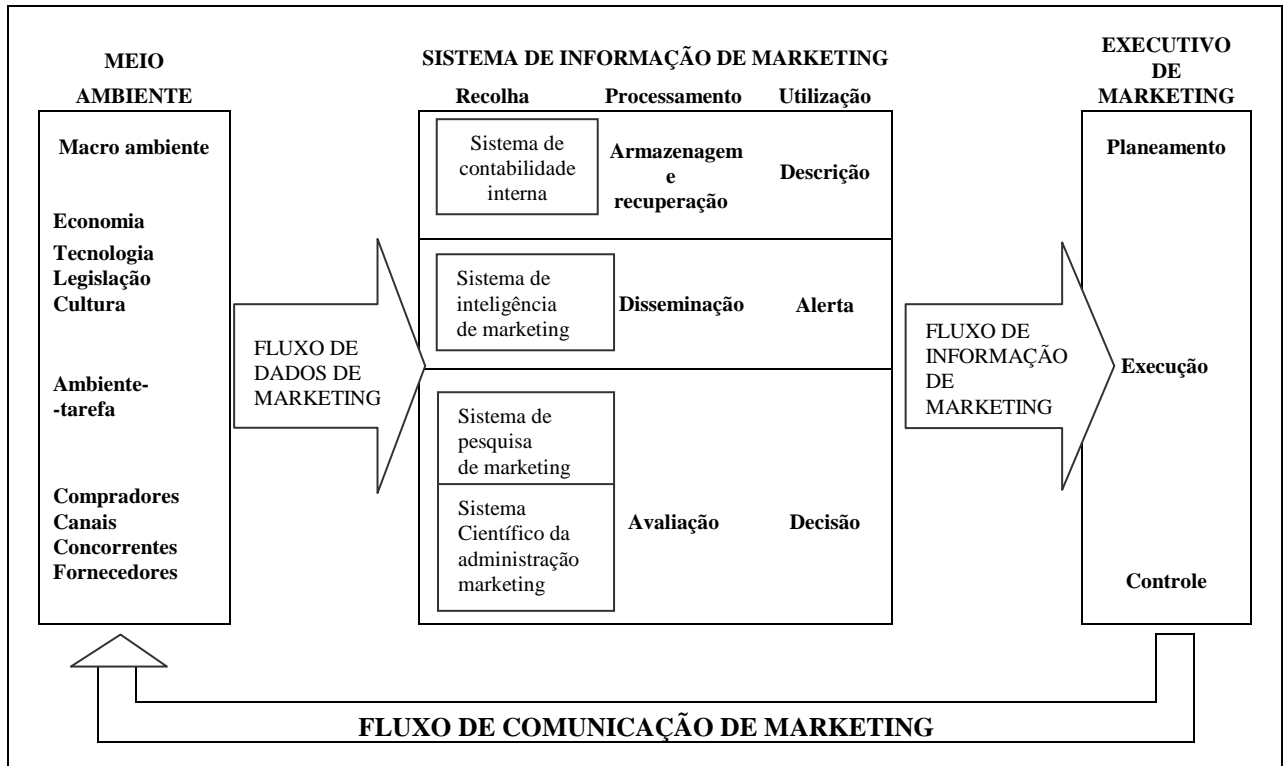 MEIO
AMBIENTE
Macro ambiente
Economia
Tecnologia
Legislação
Cultura
Ambiente-
-tarefa
Compradores
Canais
Concorrentes
Fornecedores
FLUXO DE
DADOS DE
MARKETING
SISTEMA DE INFORMAÇÃO DE MARKETING
Recolha Processamento Utilização
Sistema de
contabilidade
interna
Armazenagem
e
recuperação
Descrição
Sistema de
inteligência
de marketing
Disseminação
Alerta
Sistema de
pesquisa
de marketing
Sistema
Científico da
administração
marketing
Avaliação
Decisão
FLUXO DE
INFORMAÇÃO
DE
MARKETING
EXECUTIVO
DE
MARKETING
Planeamento
Execução
Controle
FLUXO DE COMUNICAÇÃO DE MARKETING